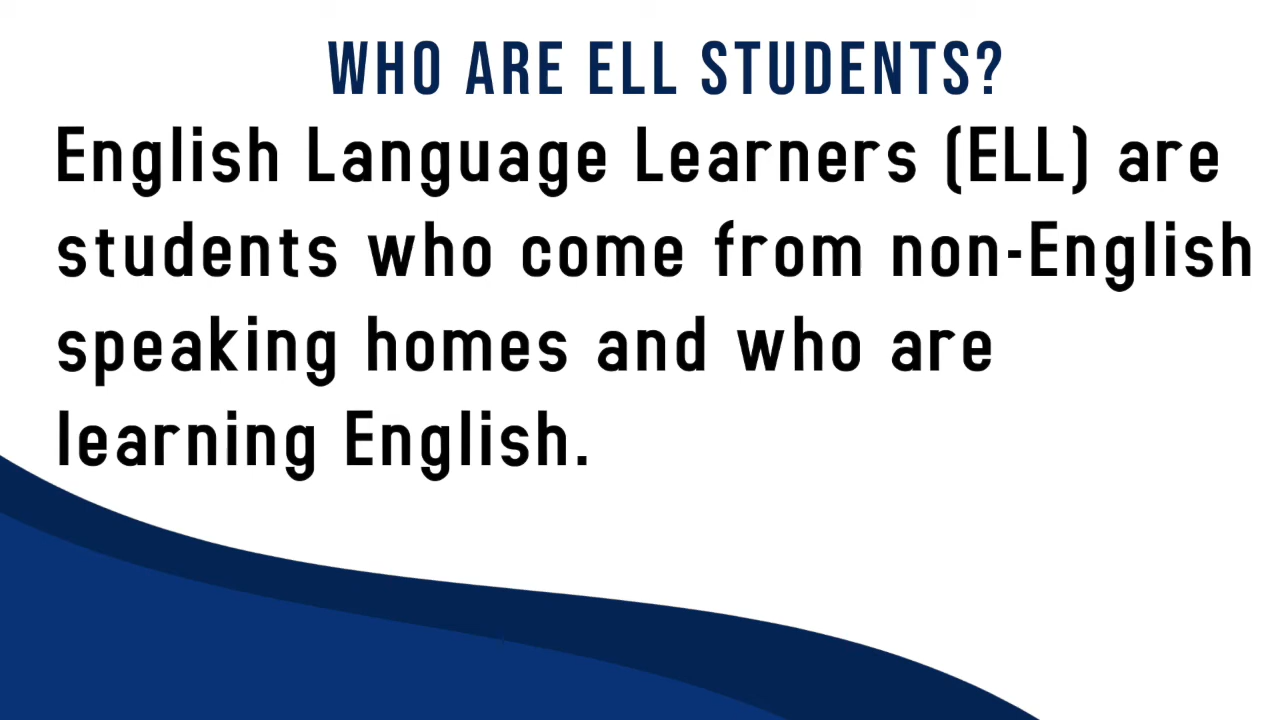 WHO ARE ELL STUDENTS?
English Language Learners (ELL) are
students who come from non-English
speaking homes and who are
learning English.